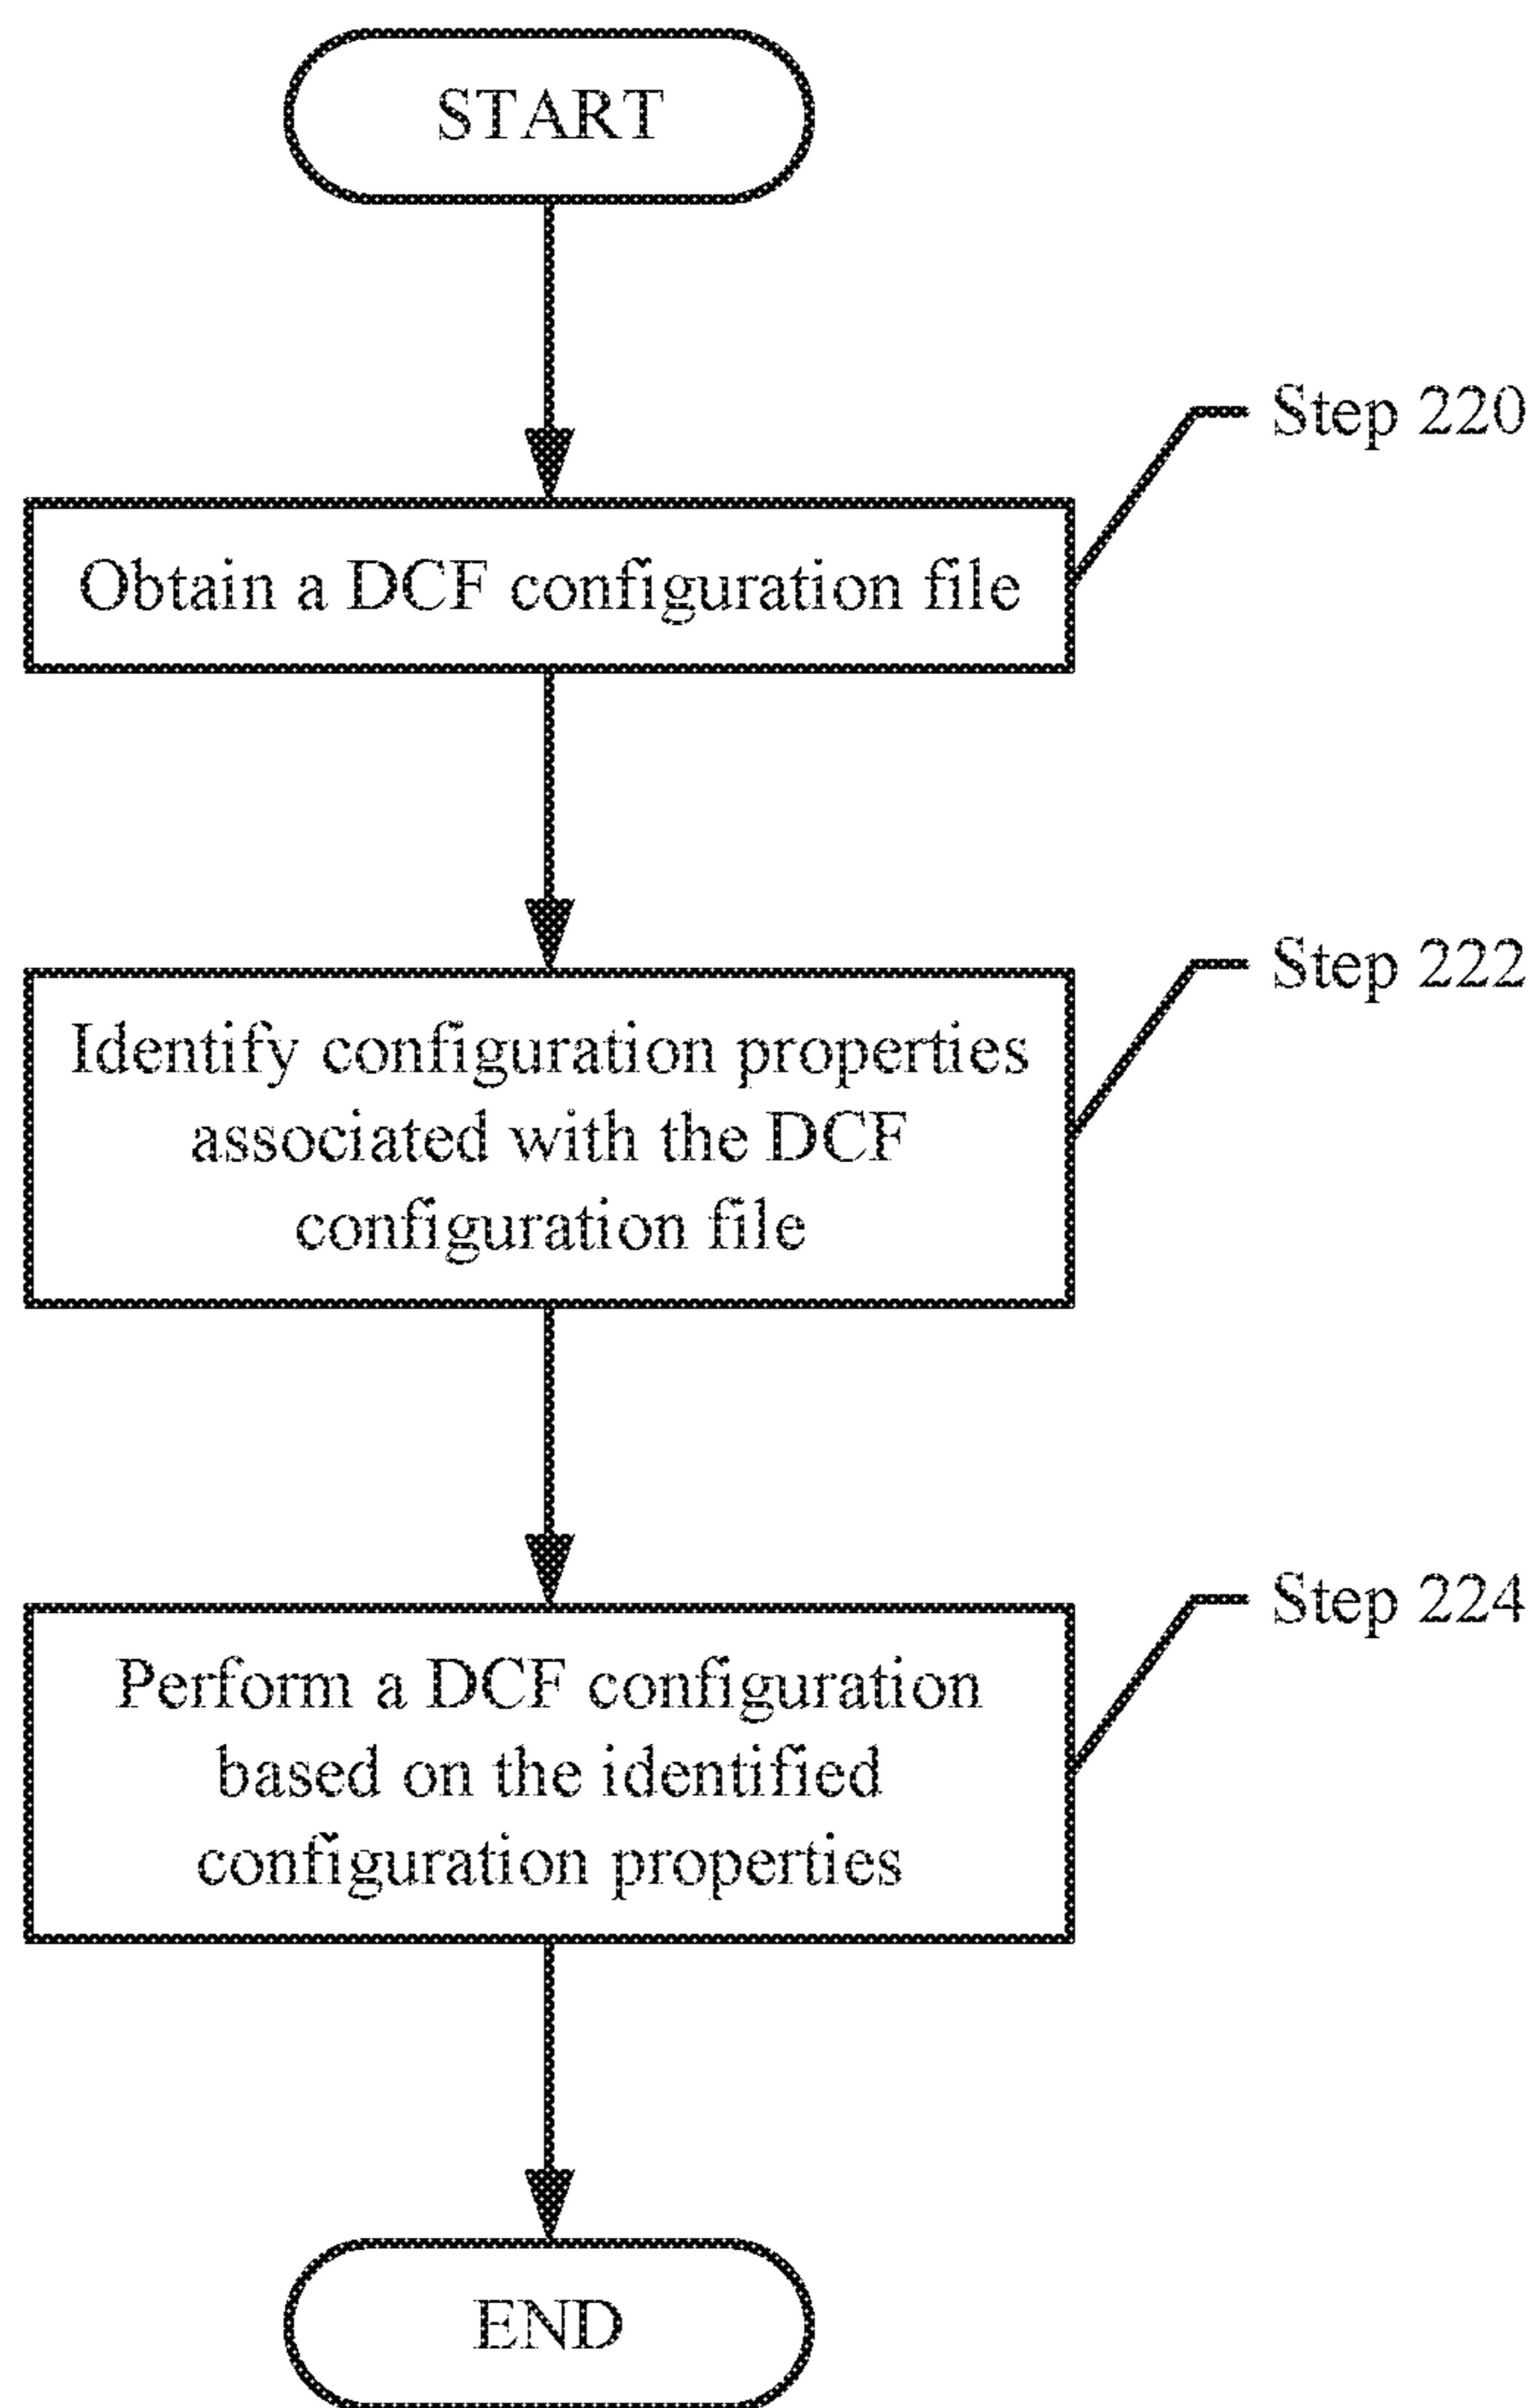 START
Step 220
Obtain a DCF configuration file
Step 222
Identify configuration properties
associated with the DCF
configuration file
Step 224
Perform a DCF configuration
based on the identified
configuration properties
END